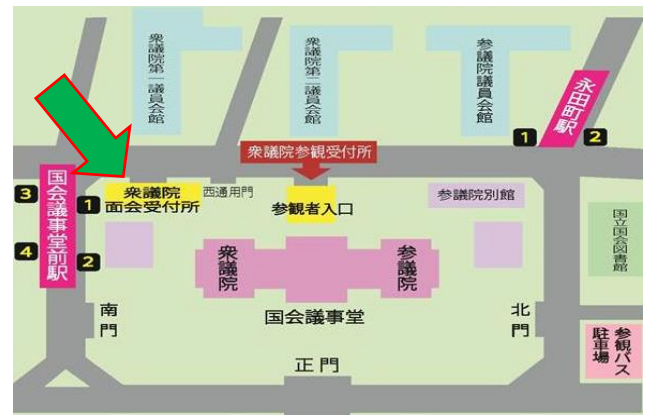 衆議院第一議員会館
衆議院第二議員会館
参議院議員会館
永田町駅
1
2
衆議院参観受付所
国会議事堂前駅
3
1
4
2
衆議院
面会受付所
西通用門
参観者入口
参議院別館
国立国会図書館
衆議院
参議院
国会議事堂
南門
北門
正門
参観バス
駐車場